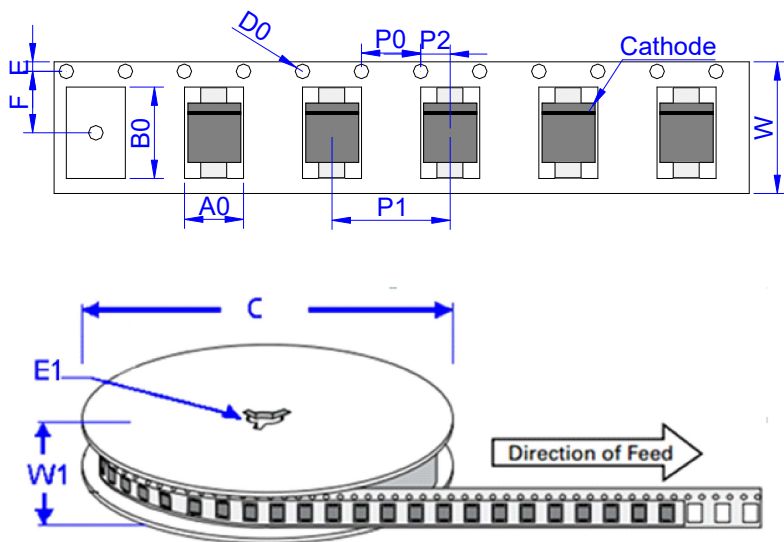 D0
P0
P2
Cathode
E
F
B0
W
A0
P1
C
E1
W1
Direction of Feed